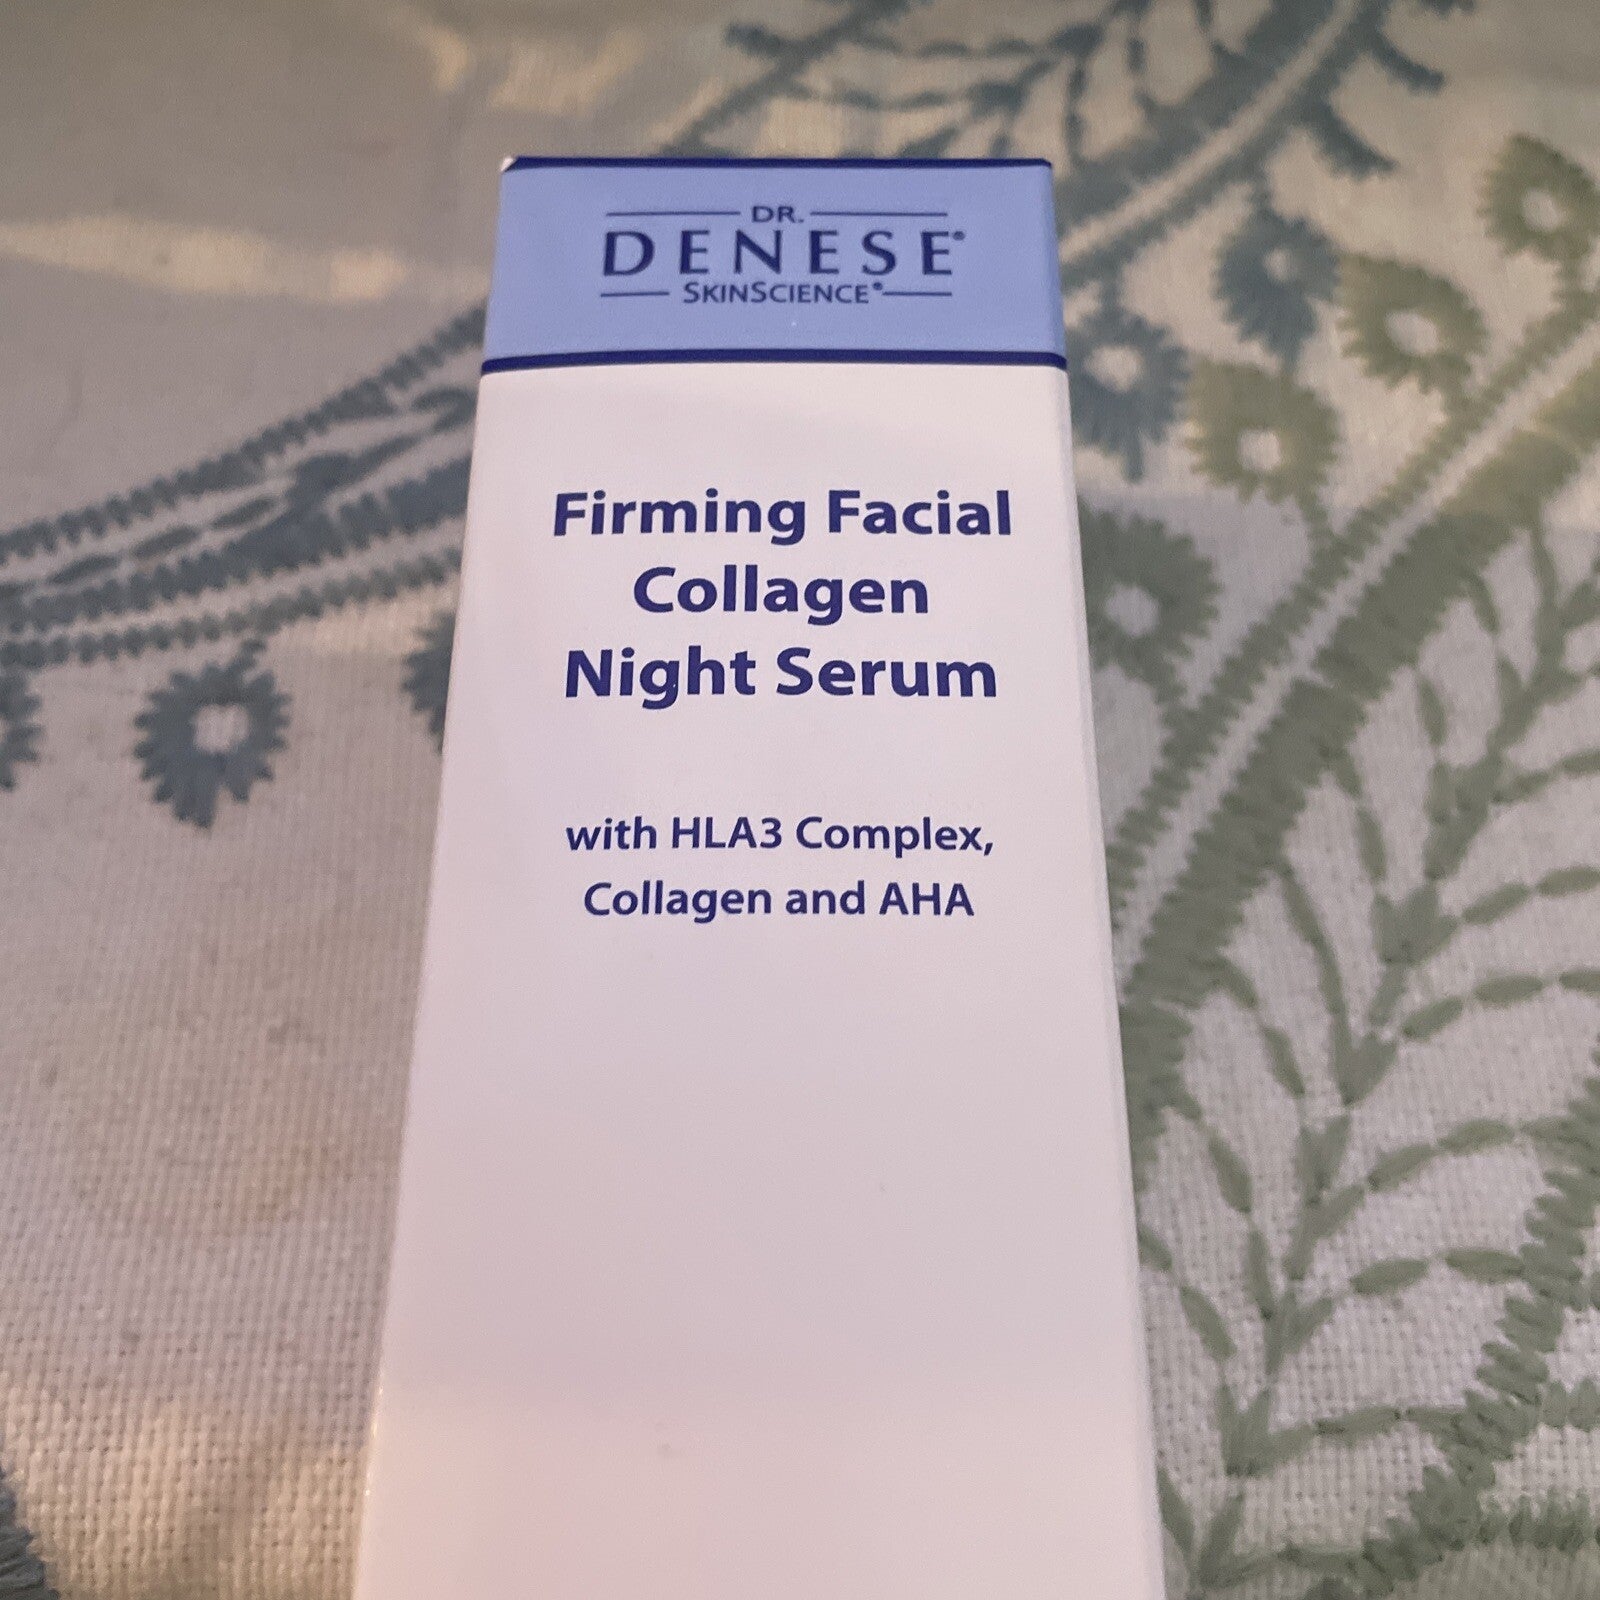 DR.
DENESE®
SKINSCIENCE®
Firming Facial
Collagen
Night Serum
with HLA3 Complex,
Collagen and AHA